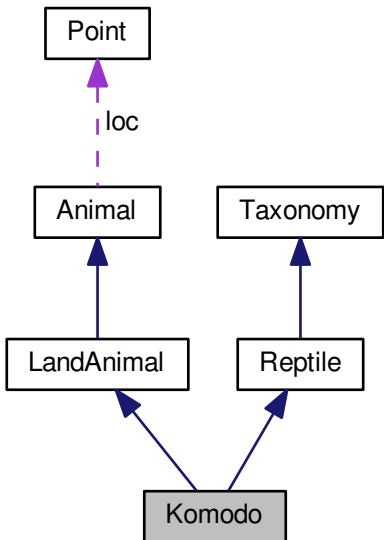 Point
loc
Animal
Taxonomy
LandAnimal
Reptile
Komodo